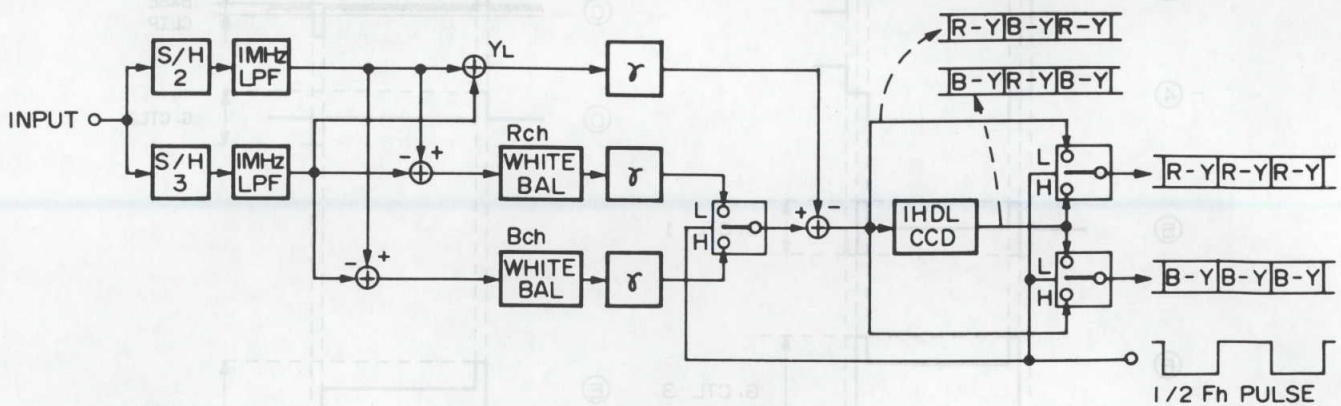 R-Y B-Y R-Y
S/H 2
1MHz LPF
YL
γ
B-Y R-Y B-Y
INPUT
Rch
S/H 3
1MHz LPF
- +
WHITE BAL
γ
L
H
R-Y R-Y R-Y
L
H
+ -
1HDL CCD
Bch
- +
WHITE BAL
γ
L
H
B-Y B-Y B-Y
1/2 Fh PULSE